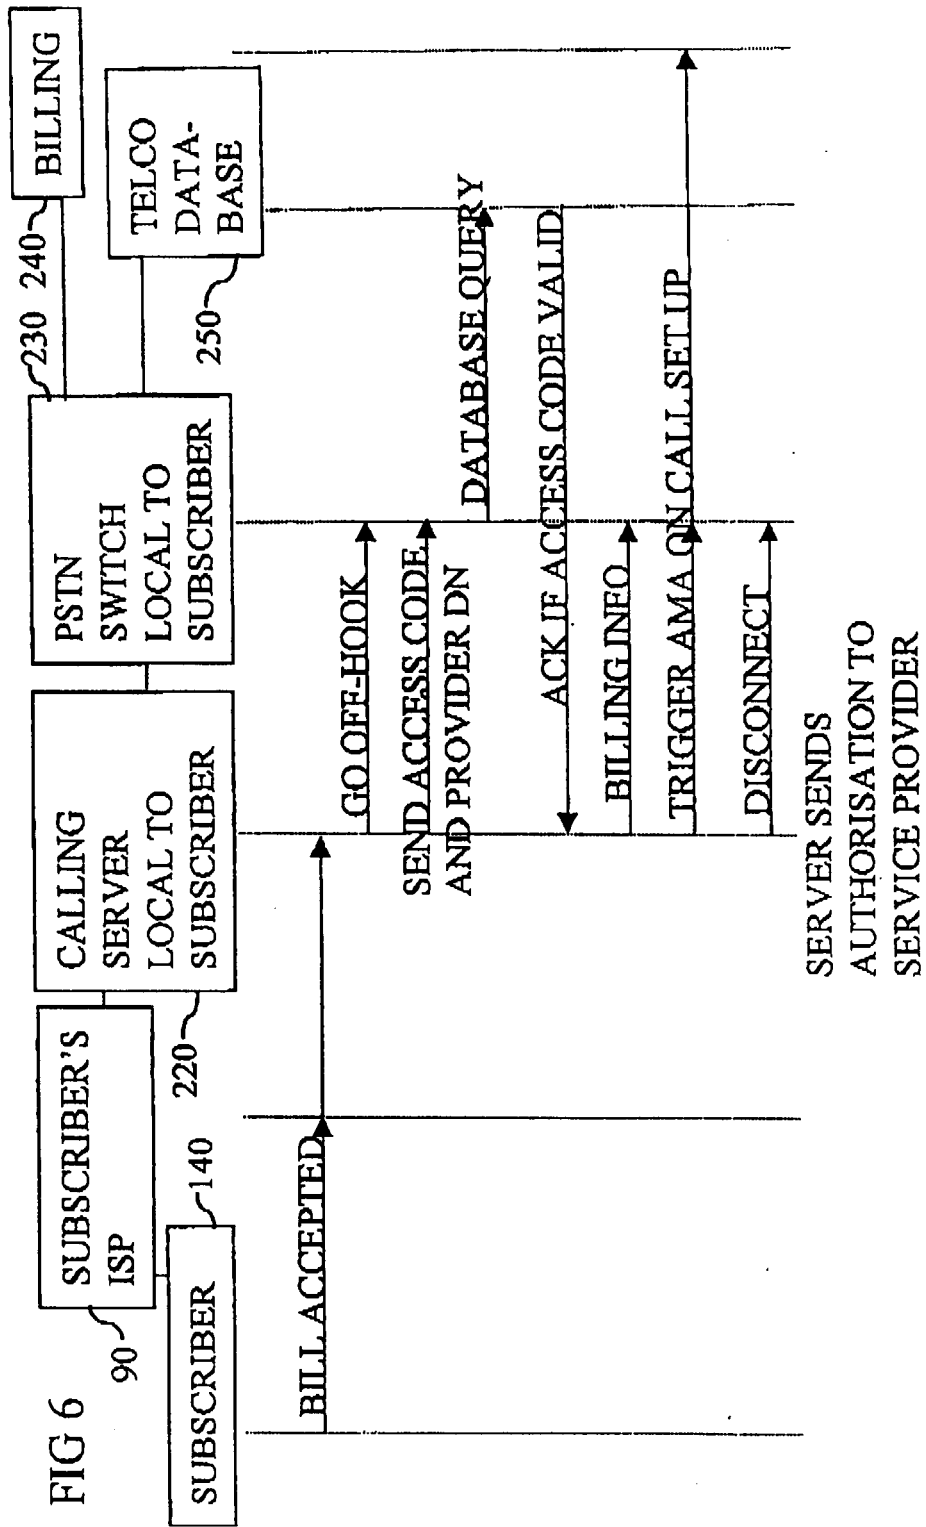 FIG 6
90
SUBSCRIBER'S
ISP
SUBSCRIBER
140
220
CALLING
SERVER
LOCAL TO
SUBSCRIBER
PSTN
SWITCH
LOCAL TO
SUBSCRIBER
230
240
BILLING
TELCO
DATA-
BASE
250
BILL ACCEPTED
GO OFF-HOOK
SEND ACCESS CODE
AND PROVIDER DN
DATABASE QUERY
ACK IF ACCESS CODE VALID
BILLING INFO
TRIGGER AMA ON CALL SET UP
DISCONNECT
SERVER SENDS
AUTHORISATION TO
SERVICE PROVIDER